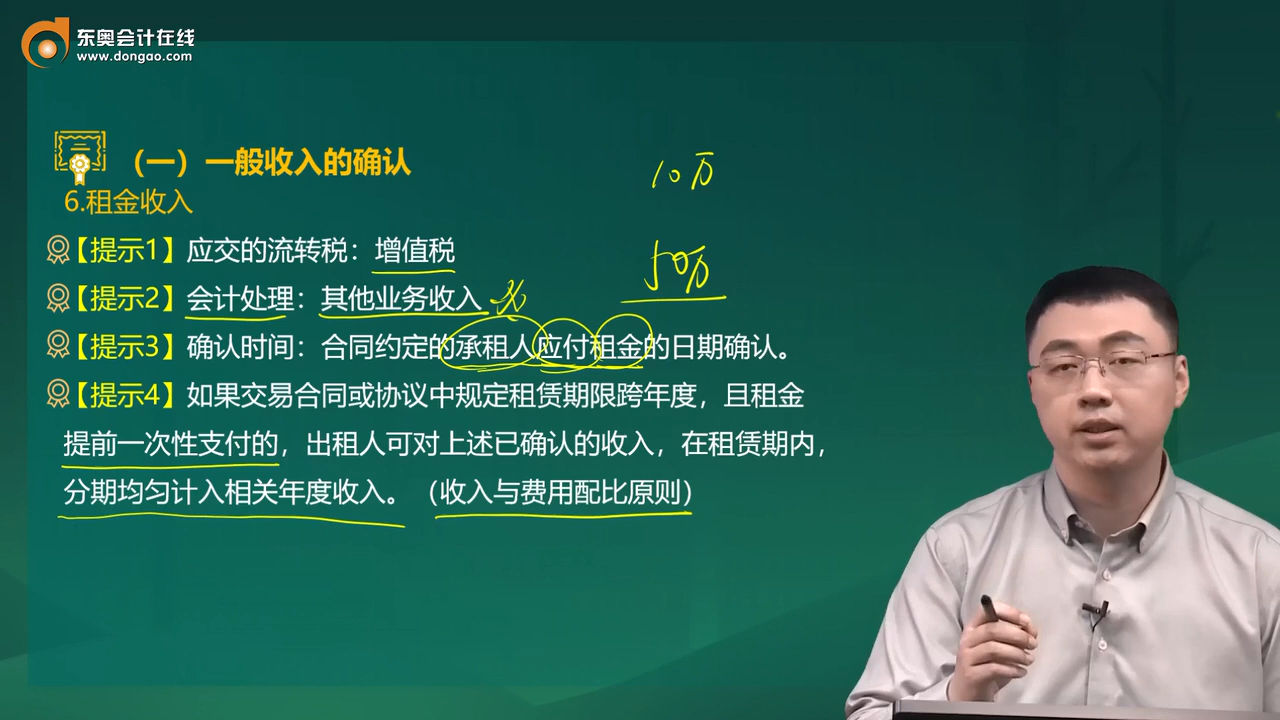 东奥会计在线
www.dongao.com
（一）一般收入的确认
6.租金收入
【提示1】应交的流转税：增值税
【提示2】会计处理：其他业务收入
【提示3】确认时间：合同约定的承租人应付租金的日期确认。
【提示4】如果交易合同或协议中规定租赁期限跨年度，且租金
提前一次性支付的，出租人可对上述已确认的收入，在租赁期内，
分期均匀计入相关年度收入。（收入与费用配比原则）
10万
50万